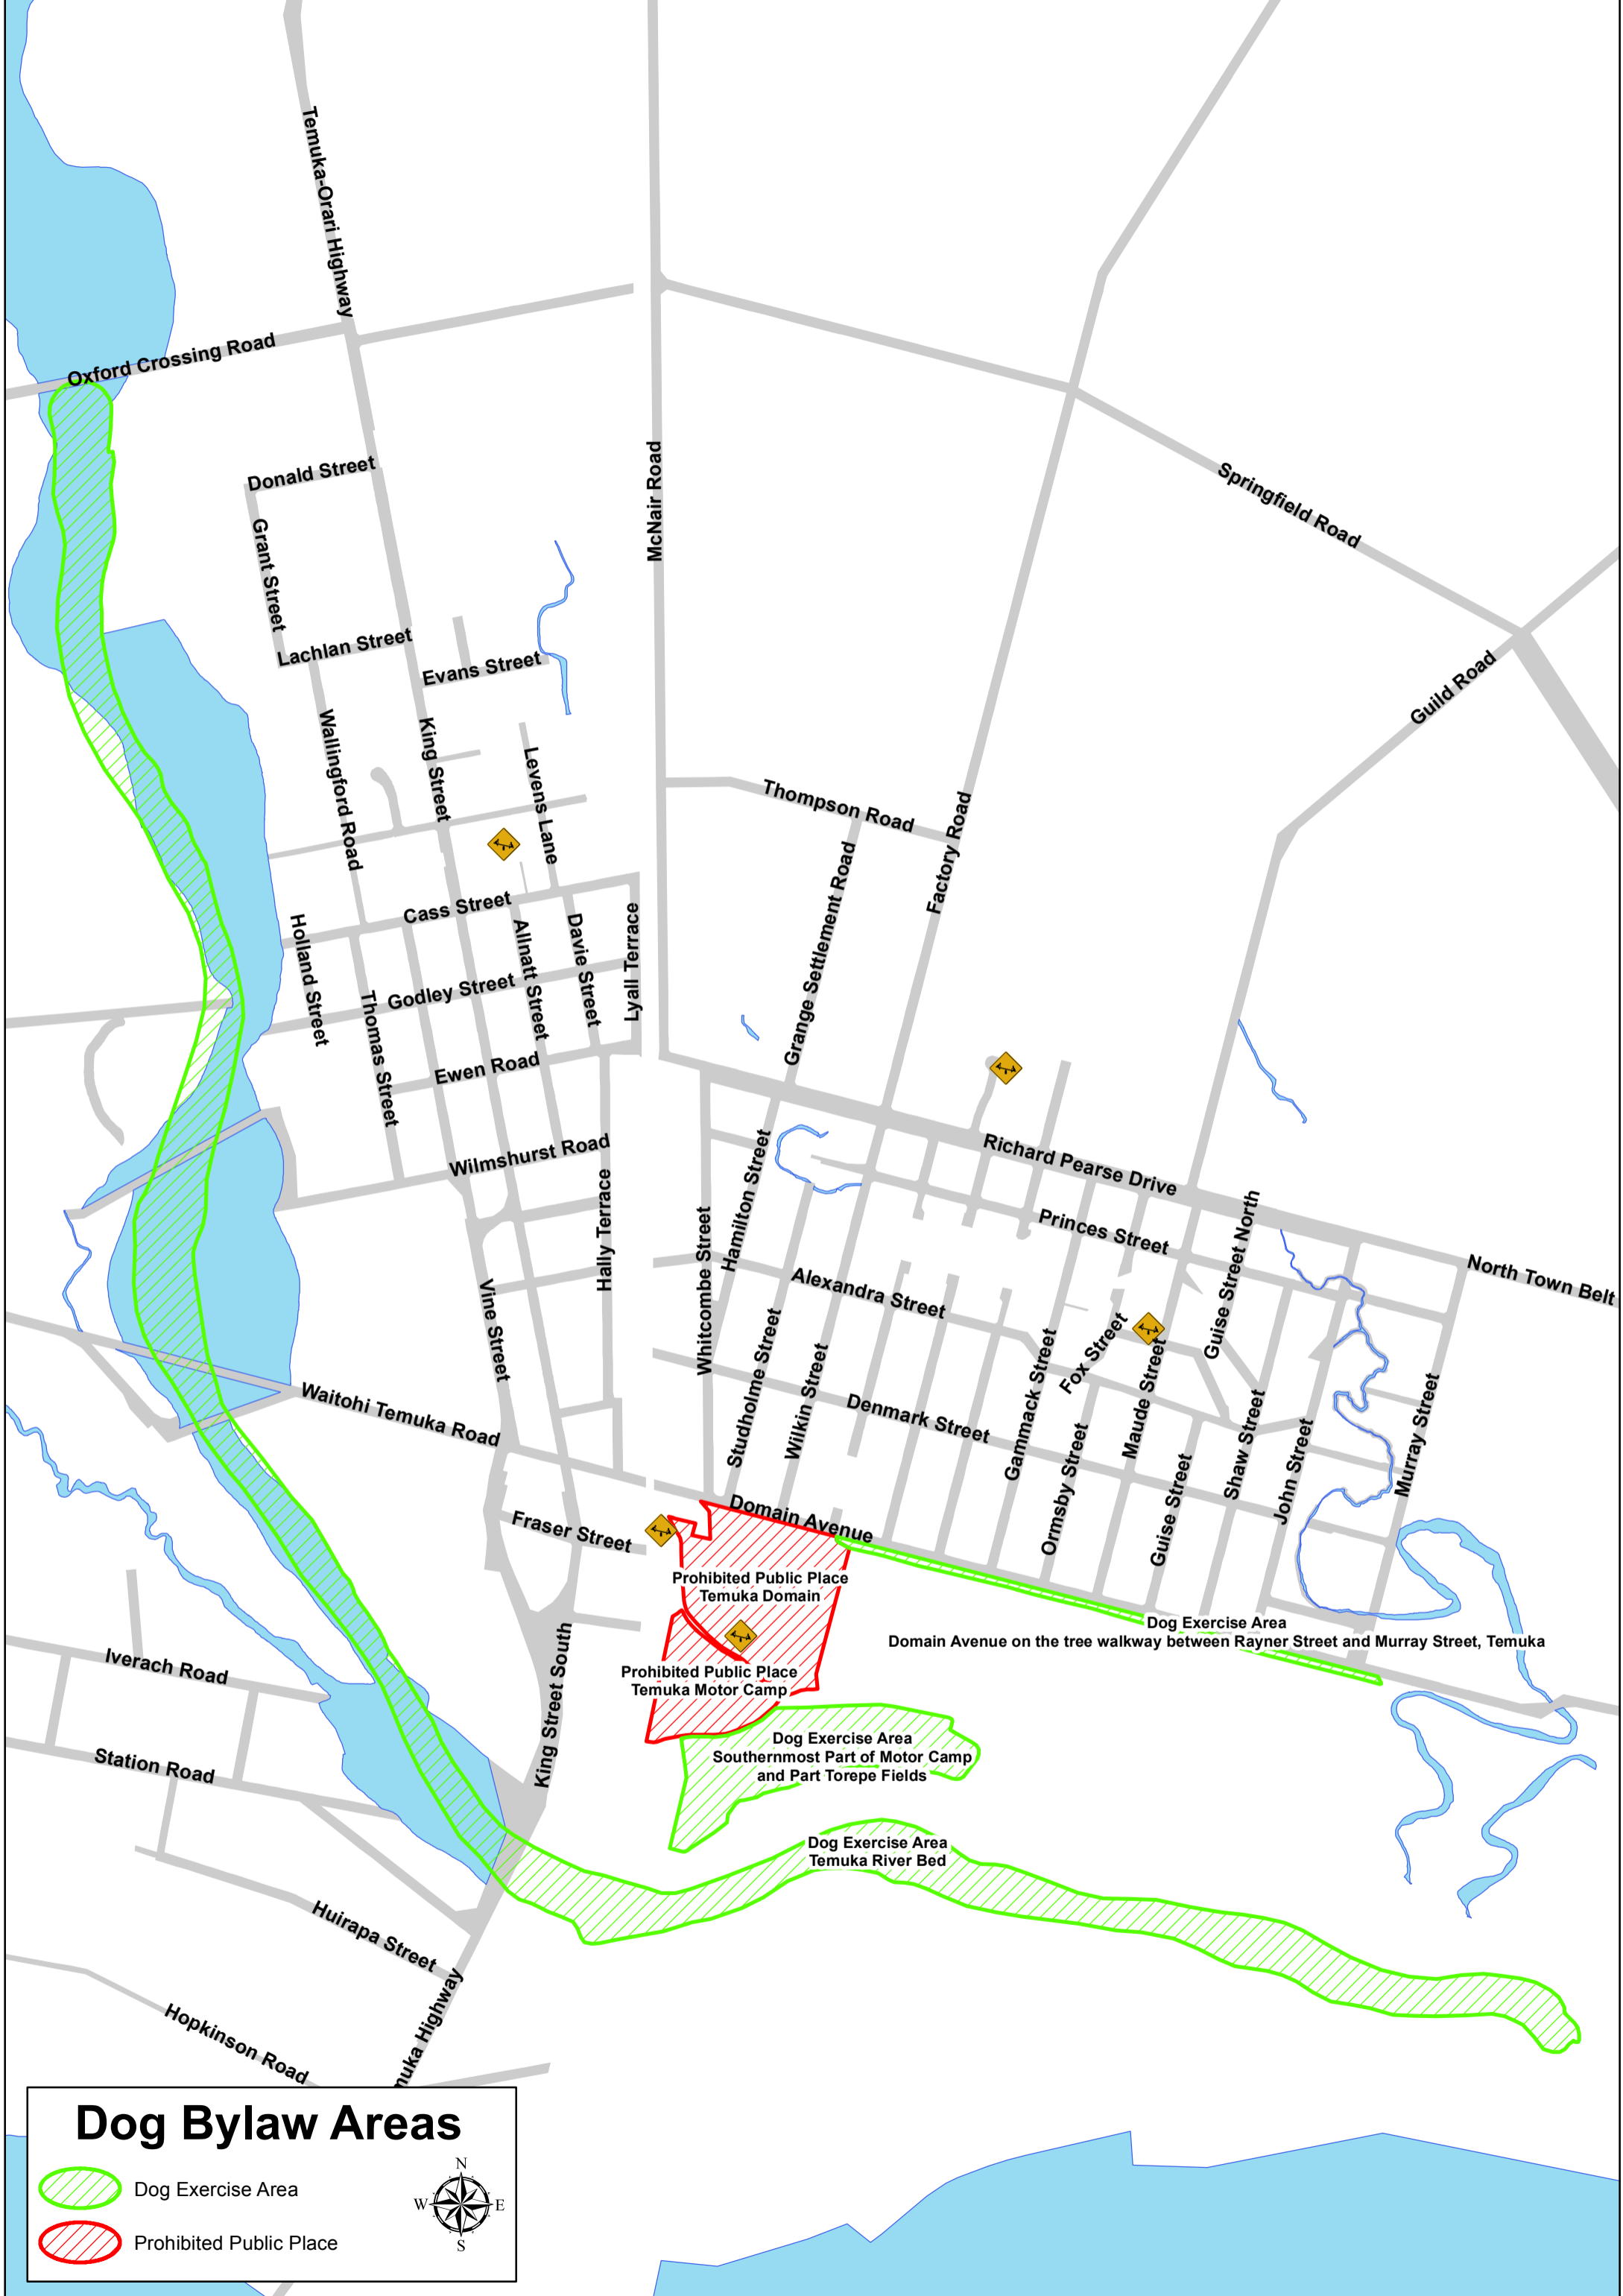 Temuka-Orari Highway
Oxford Crossing Road
Donald Street
McNair Road
Springfield Road
Grant Street
Lachlan Street
Evans Street
Guild Road
Wallingford Road
King Street
Levens Lane
Thompson Road
Factory Road
Grange Settlement Road
Cass Street
Holland Street
Allnatt Street
Davie Street
Lyall Terrace
Godley Street
Thomas Street
Ewen Road
Wilmshurst Road
Hally Terrace
Hamilton Street
Richard Pearse Drive
Whitcombe Street
Princes Street
Guise Street North
North Town Belt
Alexandra Street
Vine Street
Studholme Street
Wilkin Street
Gammack Street
Fox Street
Maude Street
Waitohi Temuka Road
Denmark Street
Ormsby Street
Guise Street
Shaw Street
John Street
Murray Street
Domain Avenue
Fraser Street
Prohibited Public Place
Temuka Domain
Dog Exercise Area
Domain Avenue on the tree walkway between Rayner Street and Murray Street, Temuka
Iverach Road
King Street South
Prohibited Public Place
Temuka Motor Camp
Station Road
Dog Exercise Area
Southernmost Part of Motor Camp
and Part Torepe Fields
Dog Exercise Area
Temuka River Bed
Huirapa Street
Hopkinson Road
muka Highway
Dog Bylaw Areas
Dog Exercise Area
Prohibited Public Place
N
W E
S